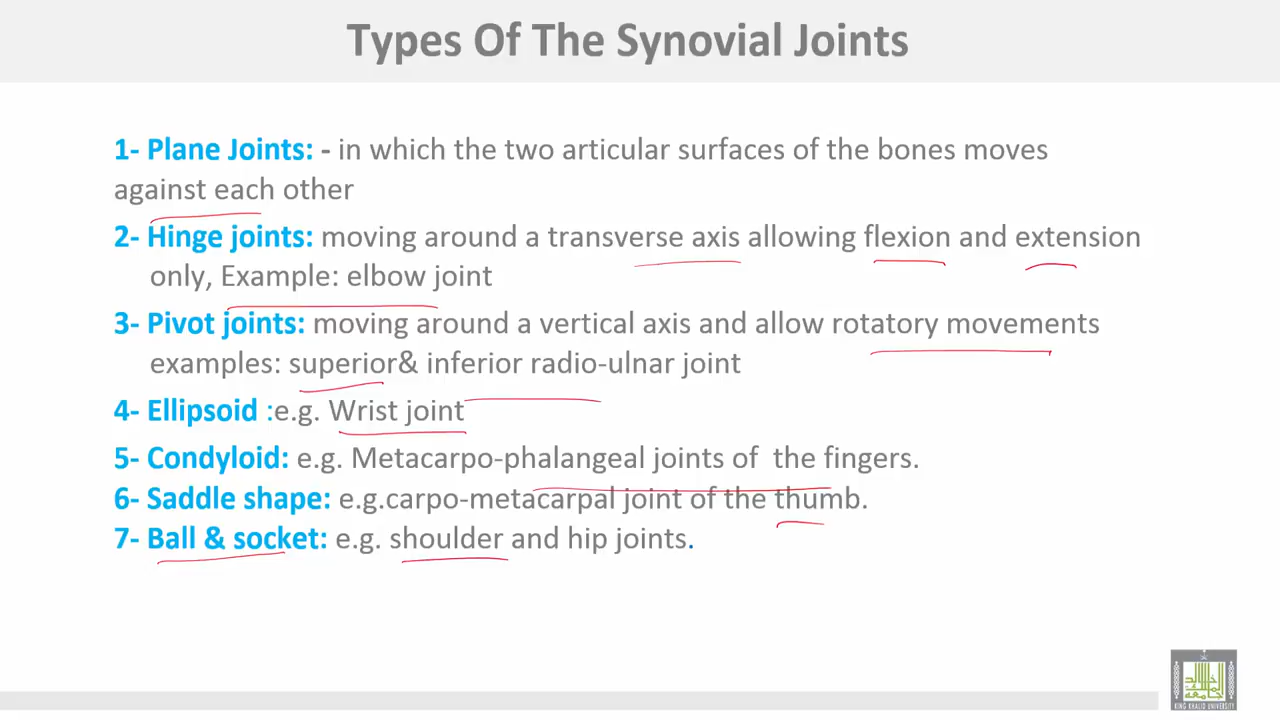 Types Of The Synovial Joints
1- Plane Joints: - in which the two articular surfaces of the bones moves
against each other
2- Hinge joints: moving around a transverse axis allowing flexion and extension
only, Example: elbow joint
3- Pivot joints: moving around a vertical axis and allow rotatory movements
examples: superior& inferior radio-ulnar joint
4- Ellipsoid :e.g. Wrist joint
5- Condyloid: e.g. Metacarpo-phalangeal joints of  the fingers.
6- Saddle shape: e.g.carpo-metacarpal joint of the thumb.
7- Ball & socket: e.g. shoulder and hip joints.
KING KHALID UNIVERSITY